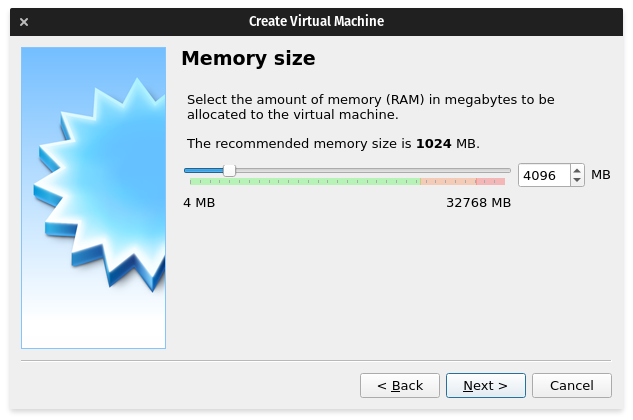 Create Virtual Machine
Memory size
Select the amount of memory (RAM) in megabytes to be
allocated to the virtual machine.
The recommended memory size is 1024 MB.
4096 MB
4 MB 32768 MB
< Back Next > Cancel